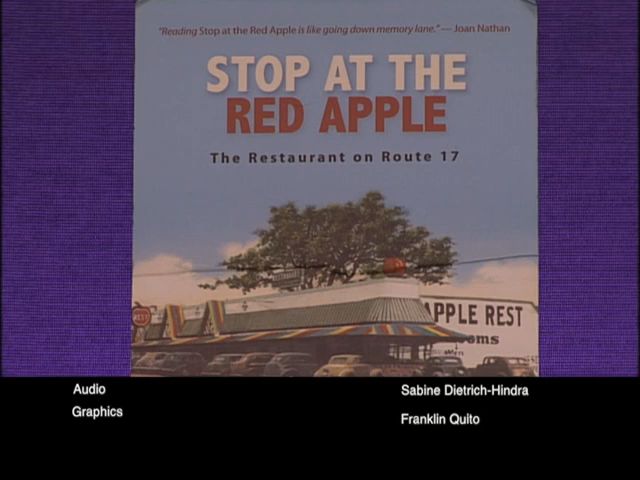 "Reading Stop at the Red Apple is like going down memory lane." — Joan Nathan
STOP AT THE
RED APPLE
The Restaurant on Route 17
APPLE REST
REST
Audio Sabine Dietrich-Hindra
Graphics Franklin Quito